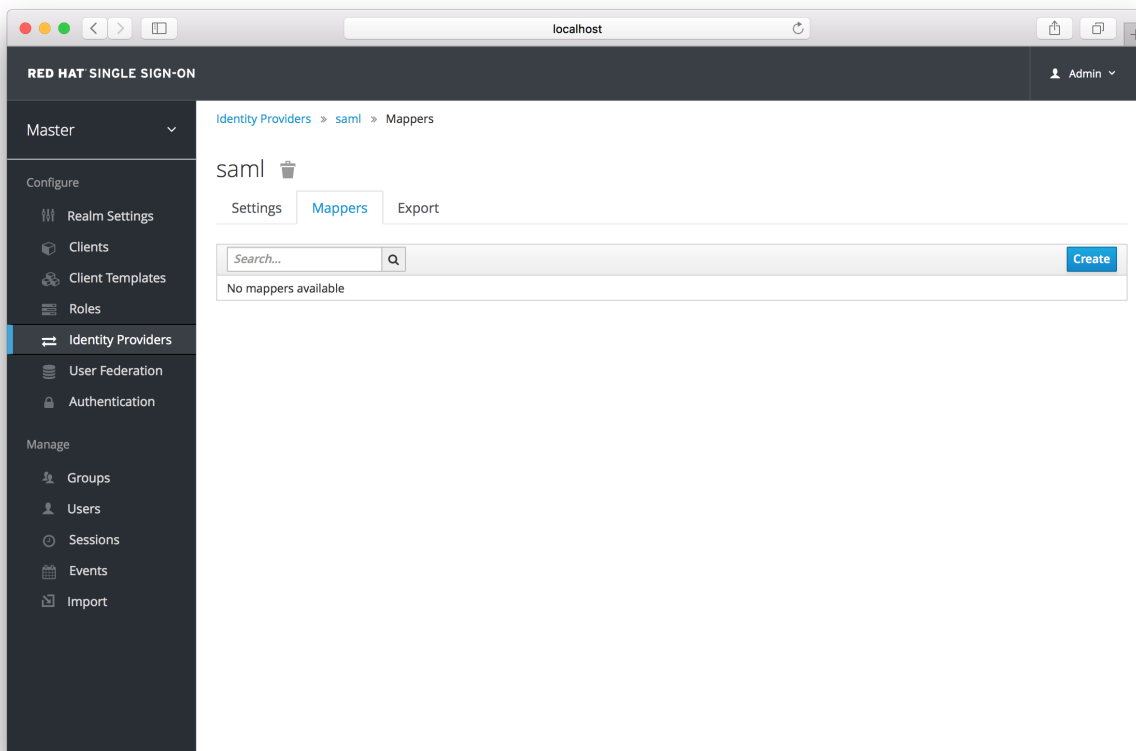 localhost
RED HAT SINGLE SIGN-ON
Admin
Master
Identity Providers » saml » Mappers
saml
Configure
Settings
Mappers
Export
Realm Settings
Clients
Client Templates
Roles
Identity Providers
User Federation
Authentication
Search...
Create
No mappers available
Manage
Groups
Users
Sessions
Events
Import